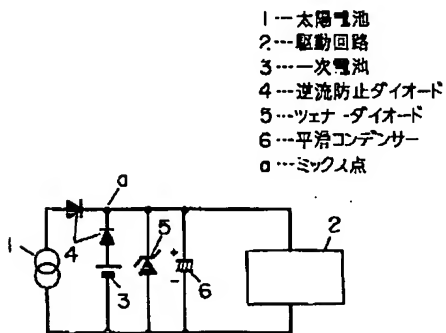 1…太陽電池
2…駆動回路
3…一次電池
4…逆流防止ダイオード
5…ツェナ-ダイオード
6…平滑コンデンサー
a…ミックス点
a
1
4
3
5
+
-
6
2